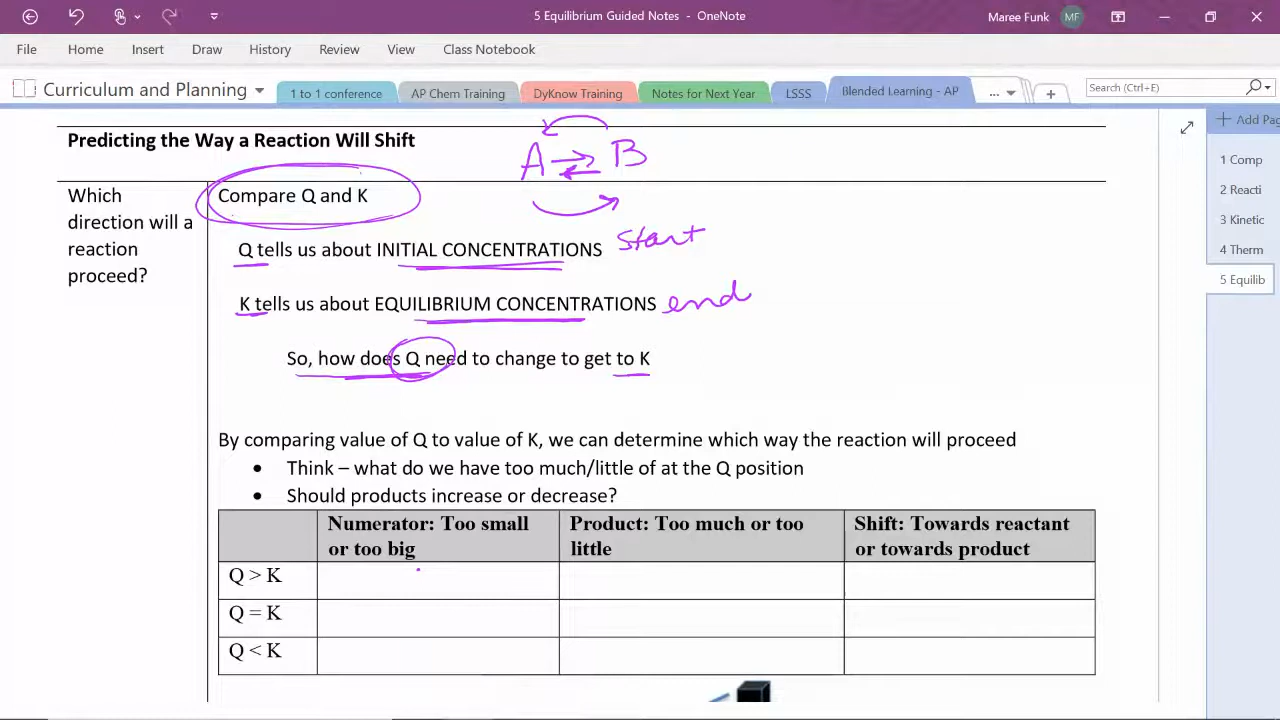 5 Equilibrium Guided Notes - OneNote
Maree Funk MF
File Home Insert Draw History Review View Class Notebook
Curriculum and Planning 1 to 1 conference AP Chem Training DyKnow Training Notes for Next Year LSSS Blended Learning - AP ... + Search (Ctrl+E)
Add Pag
1 Comp
2 Reacti
3 Kinetic
4 Therm
5 Equilib
Predicting the Way a Reaction Will Shift
A ⇌ B
Which direction will a reaction proceed?
Compare Q and K
Q tells us about INITIAL CONCENTRATIONS start
K tells us about EQUILIBRIUM CONCENTRATIONS end
So, how does Q need to change to get to K
By comparing value of Q to value of K, we can determine which way the reaction will proceed
• Think – what do we have too much/little of at the Q position
• Should products increase or decrease?
Numerator: Too small or too big
Product: Too much or too little
Shift: Towards reactant or towards product
Q > K
Q = K
Q < K